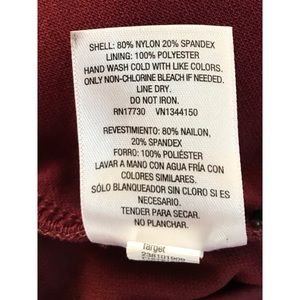 SHELL: 80% NYLON 20% SPANDEX
LINING: 100% POLYESTER
HAND WASH COLD WITH LIKE COLORS.
ONLY NON-CHLORINE BLEACH IF NEEDED.
LINE DRY.
DO NOT IRON.
RN17730 VN1344150
REVESTIMIENTO: 80% NAILON,
20% SPANDEX
FORRO: 100% POLIÉSTER
LAVAR A MANO CON AGUA FRIA CON
COLORES SIMILARES.
SÓLO BLANQUEADOR SIN CLORO SI ES
NECESARIO.
TENDER PARA SECAR.
NO PLANCHAR.
Target